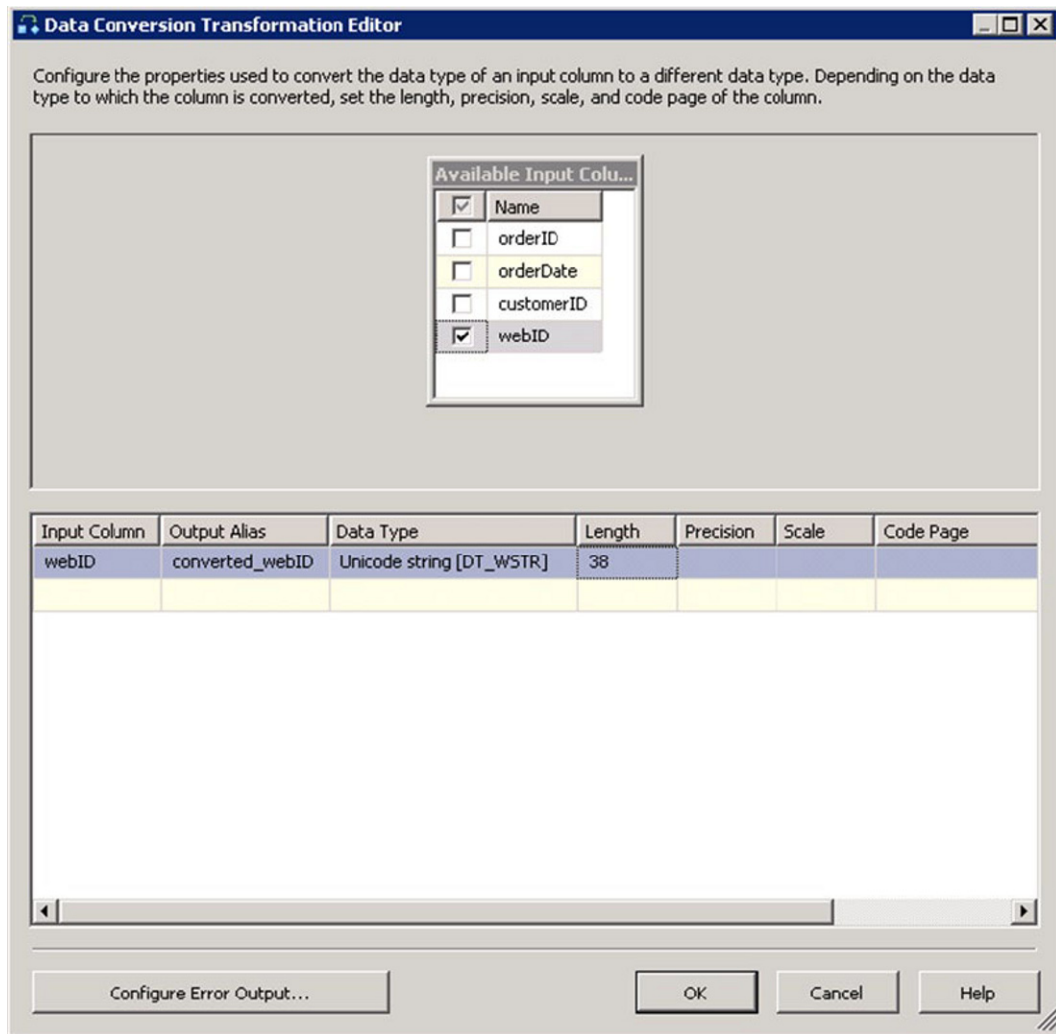 Data Conversion Transformation Editor
Configure the properties used to convert the data type of an input column to a different data type. Depending on the data
type to which the column is converted, set the length, precision, scale, and code page of the column.
Available Input Colu...
Name
orderID
orderDate
customerID
webID
Input Column Output Alias Data Type Length Precision Scale Code Page
webID converted_webID Unicode string [DT_WSTR] 38
Configure Error Output... OK Cancel Help